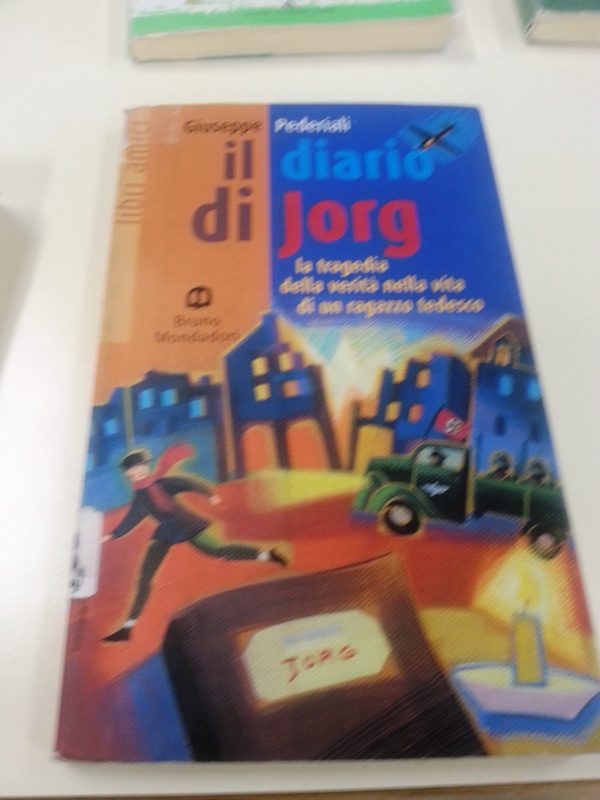 libri amici
Giuseppe Pederiali
il diario
di Jorg
la tragedia
della verità nella vita
di un ragazzo tedesco
Bruno
Mondadori
JORG